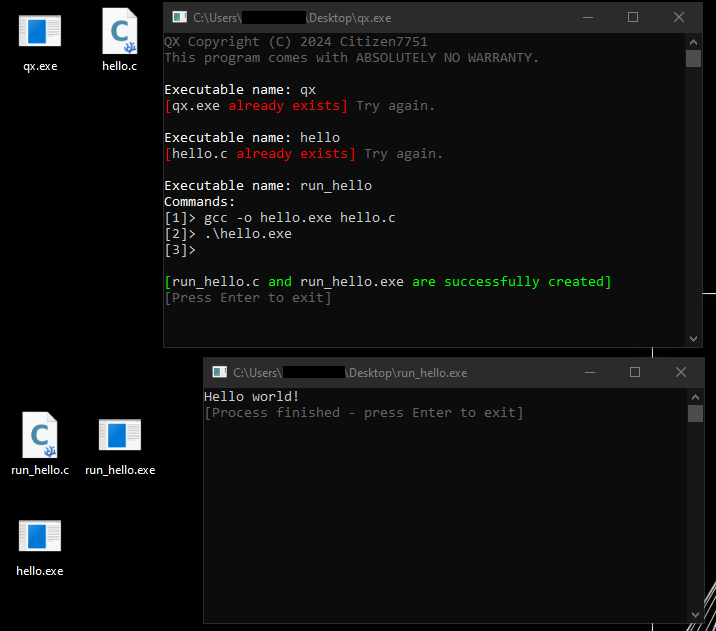 qx.exe
hello.c
C:\Users\ \Desktop\qx.exe
QX Copyright (C) 2024 Citizen7751
This program comes with ABSOLUTELY NO WARRANTY.
Executable name: qx
[qx.exe already exists] Try again.
Executable name: hello
[hello.c already exists] Try again.
Executable name: run_hello
Commands:
[1]> gcc -o hello.exe hello.c
[2]> .\hello.exe
[3]>
[run_hello.c and run_hello.exe are successfully created]
[Press Enter to exit]
C:\Users\ \Desktop\run_hello.exe
Hello world!
[Process finished - press Enter to exit]
run_hello.c
run_hello.exe
hello.exe